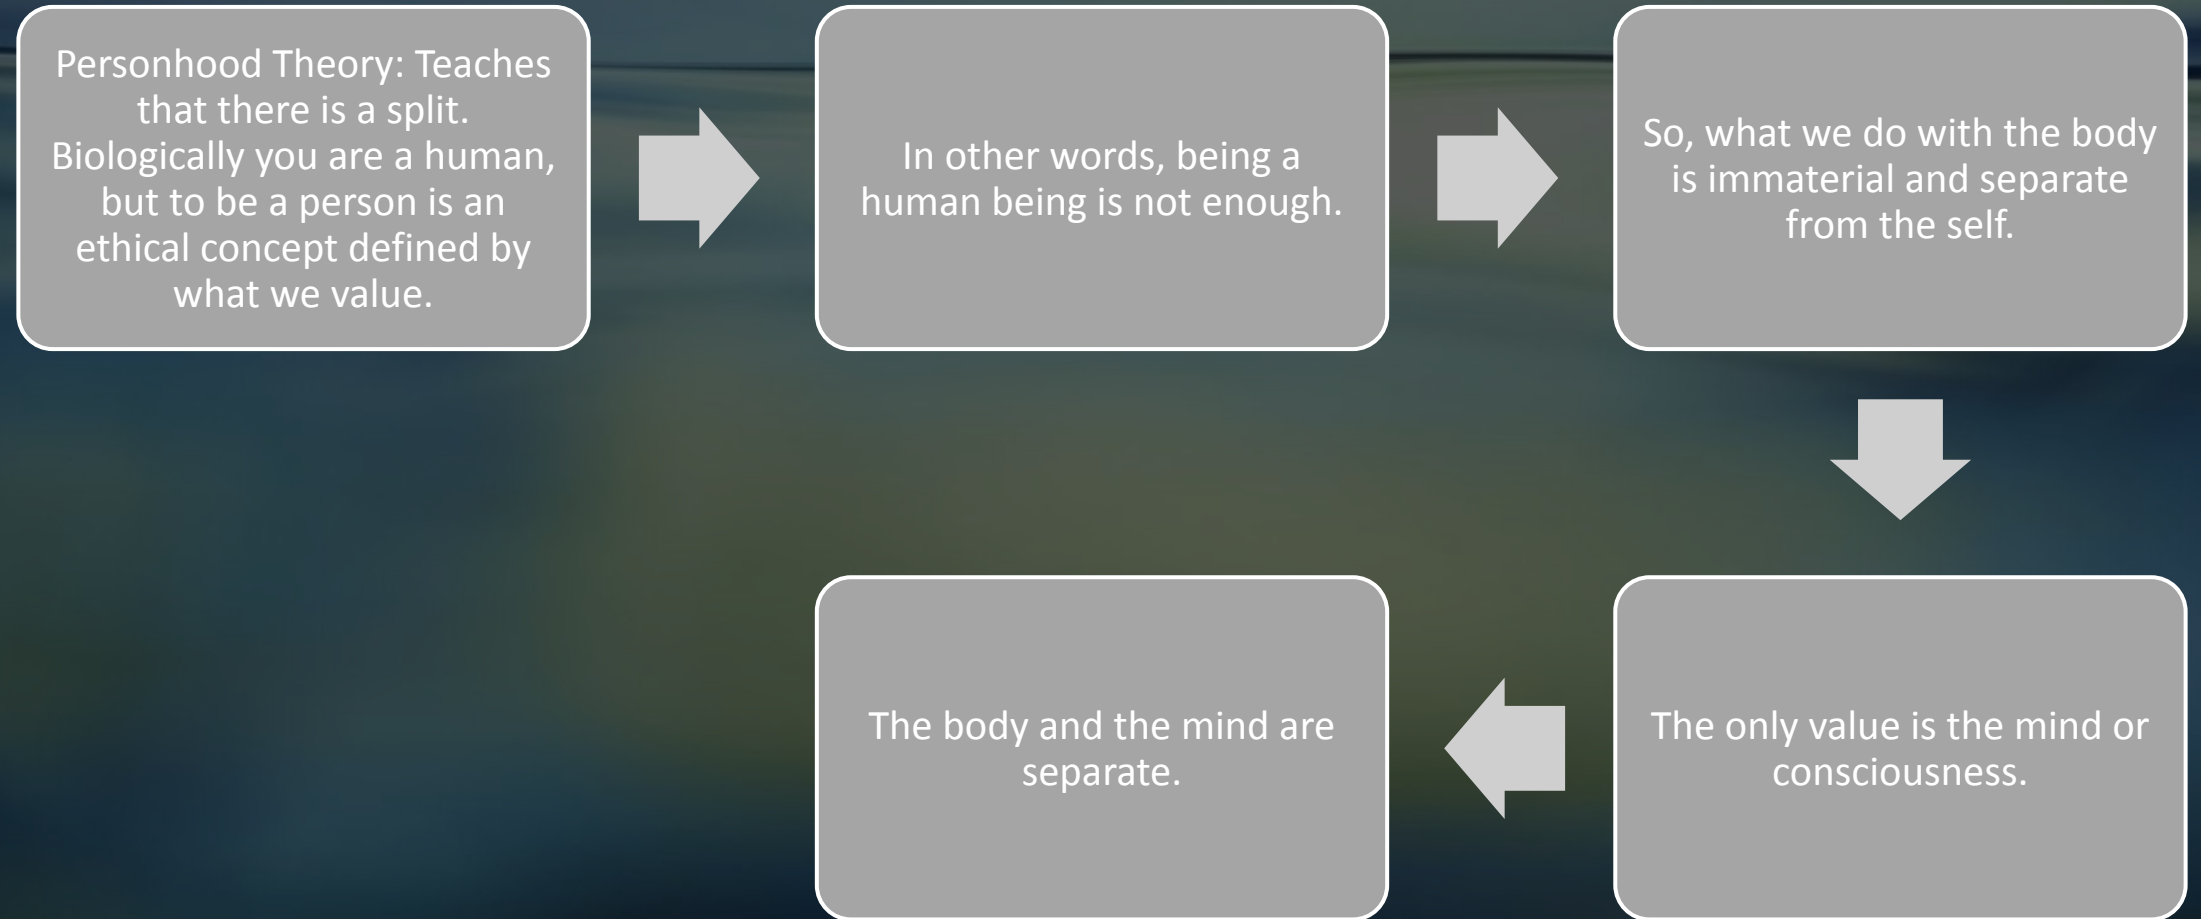 Personhood Theory: Teaches
that there is a split.
Biologically you are a human,
but to be a person is an
ethical concept defined by
what we value.
In other words, being a
human being is not enough.
So, what we do with the body
is immaterial and separate
from the self.
The only value is the mind or
consciousness.
The body and the mind are
separate.